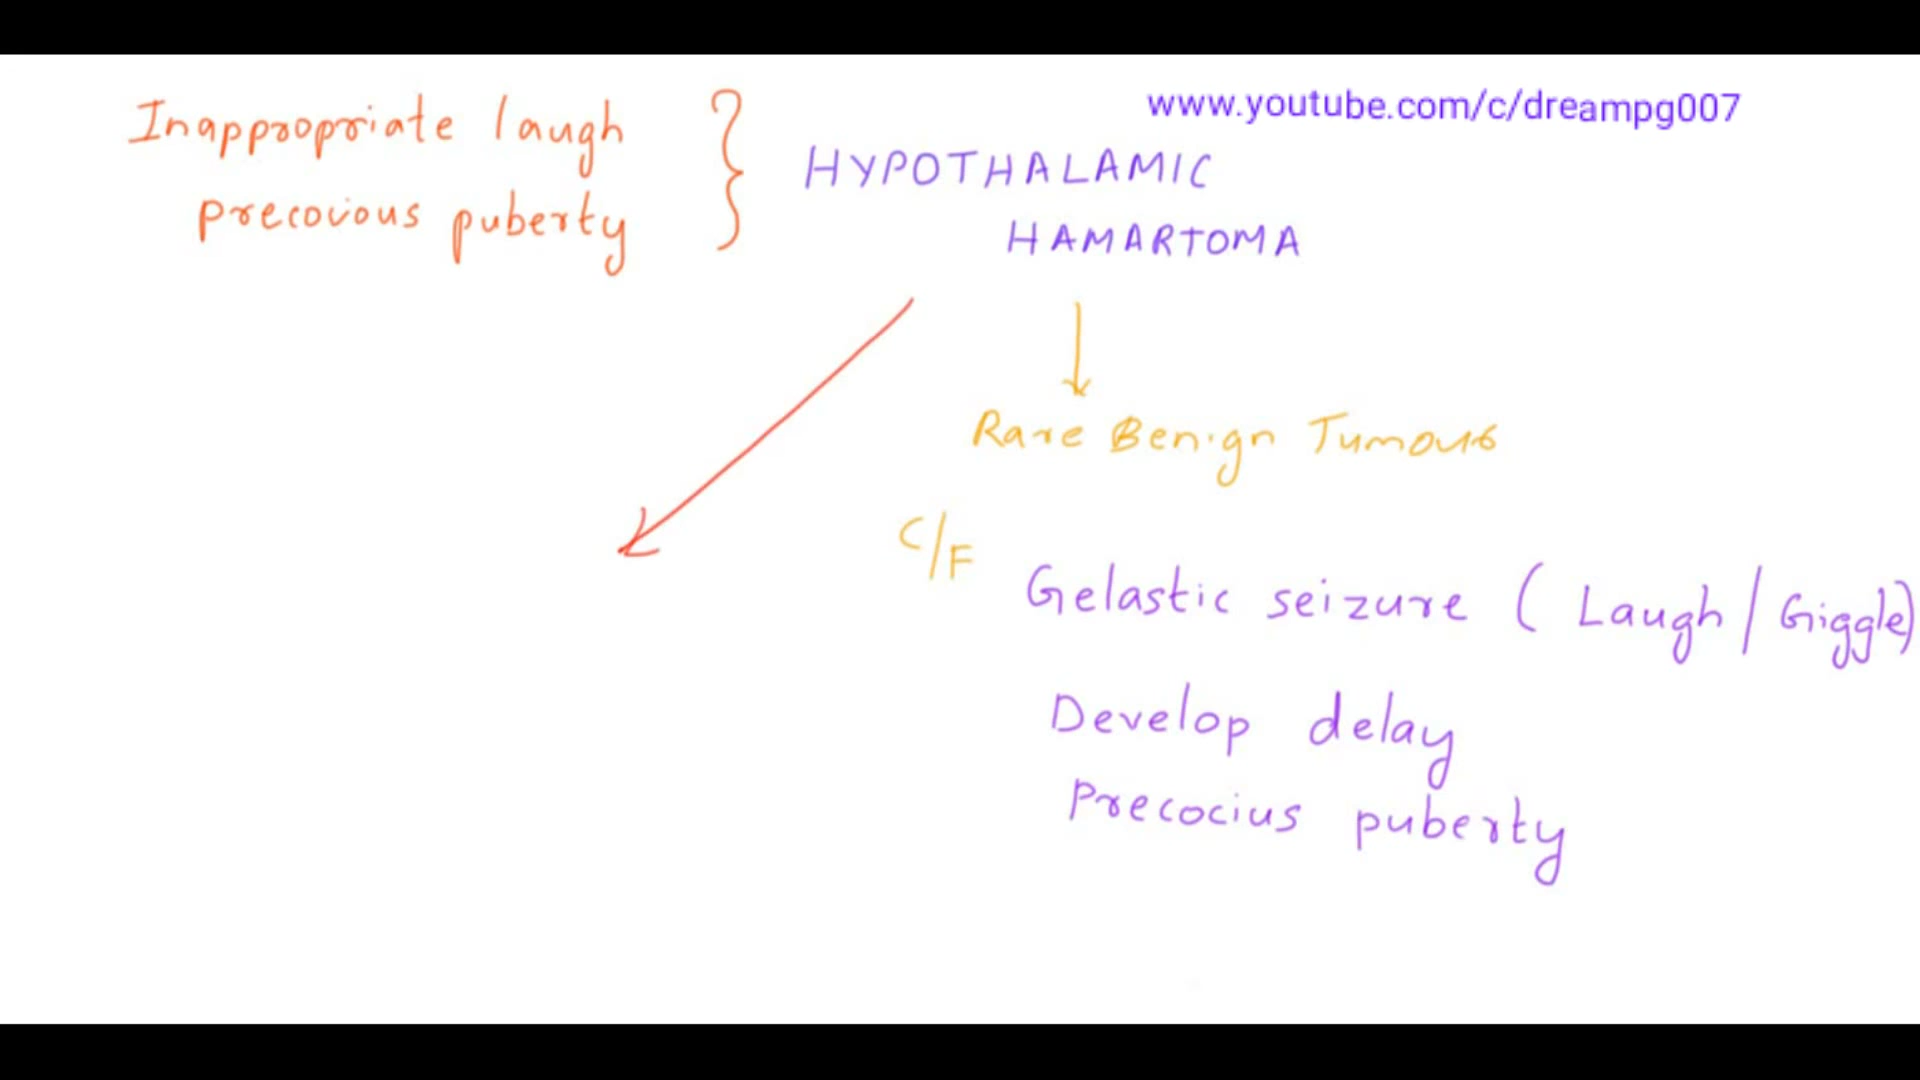 www.youtube.com/c/dreampg007
Inappropriate laugh
precocious puberty
HYPOTHALAMIC
HAMARTOMA
Rare Benign Tumour
C/F
Gelastic seizure ( Laugh / Giggle)
Develop delay
Precocius puberty